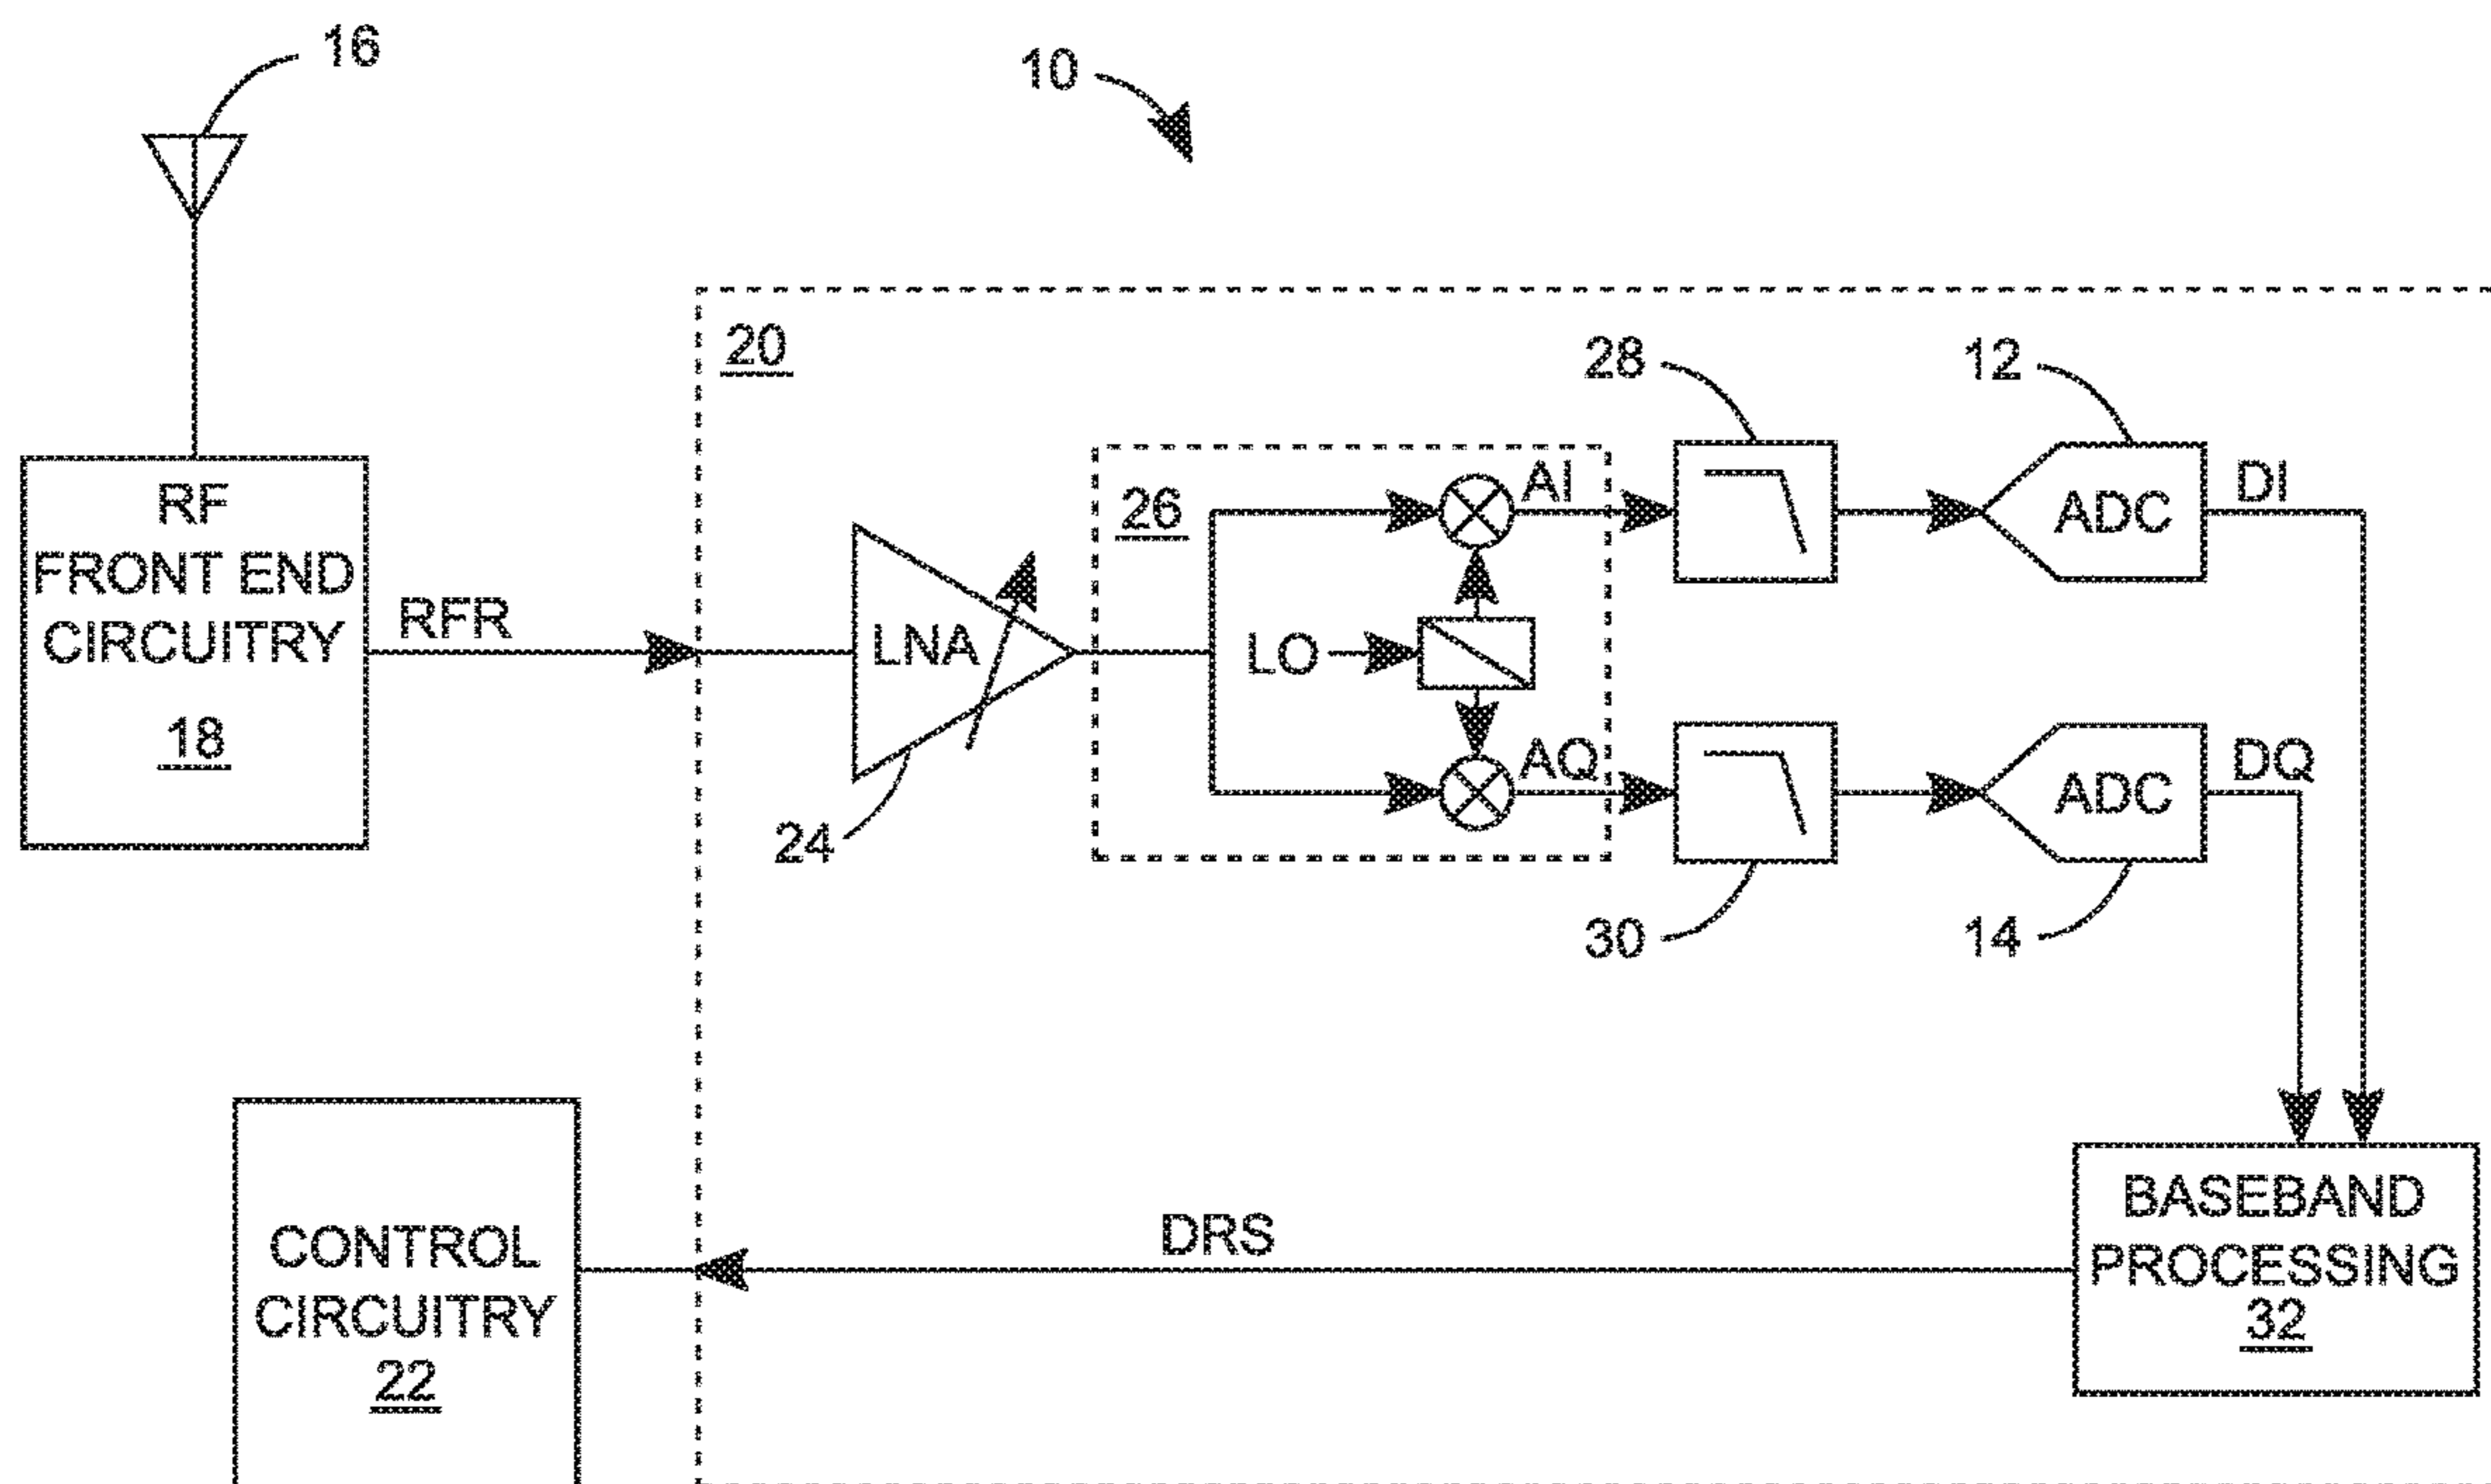 16
10
20
28
12
RF
FRONT END
CIRCUITRY
18
RFR
LNA
24
26
AI
LO
AQ
ADC
DI
ADC
DQ
30
14
CONTROL
CIRCUITRY
22
DRS
BASEBAND
PROCESSING
32